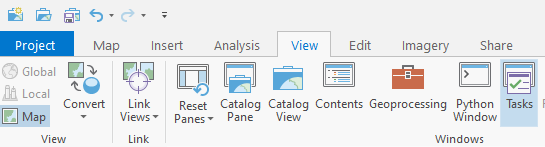 Project Map Insert Analysis View Edit Imagery Share
Global
Local
Map
Convert
Link
Views
Reset
Panes
Catalog
Pane
Catalog
View
Contents
Geoprocessing
Python
Window
Tasks
View Link Windows